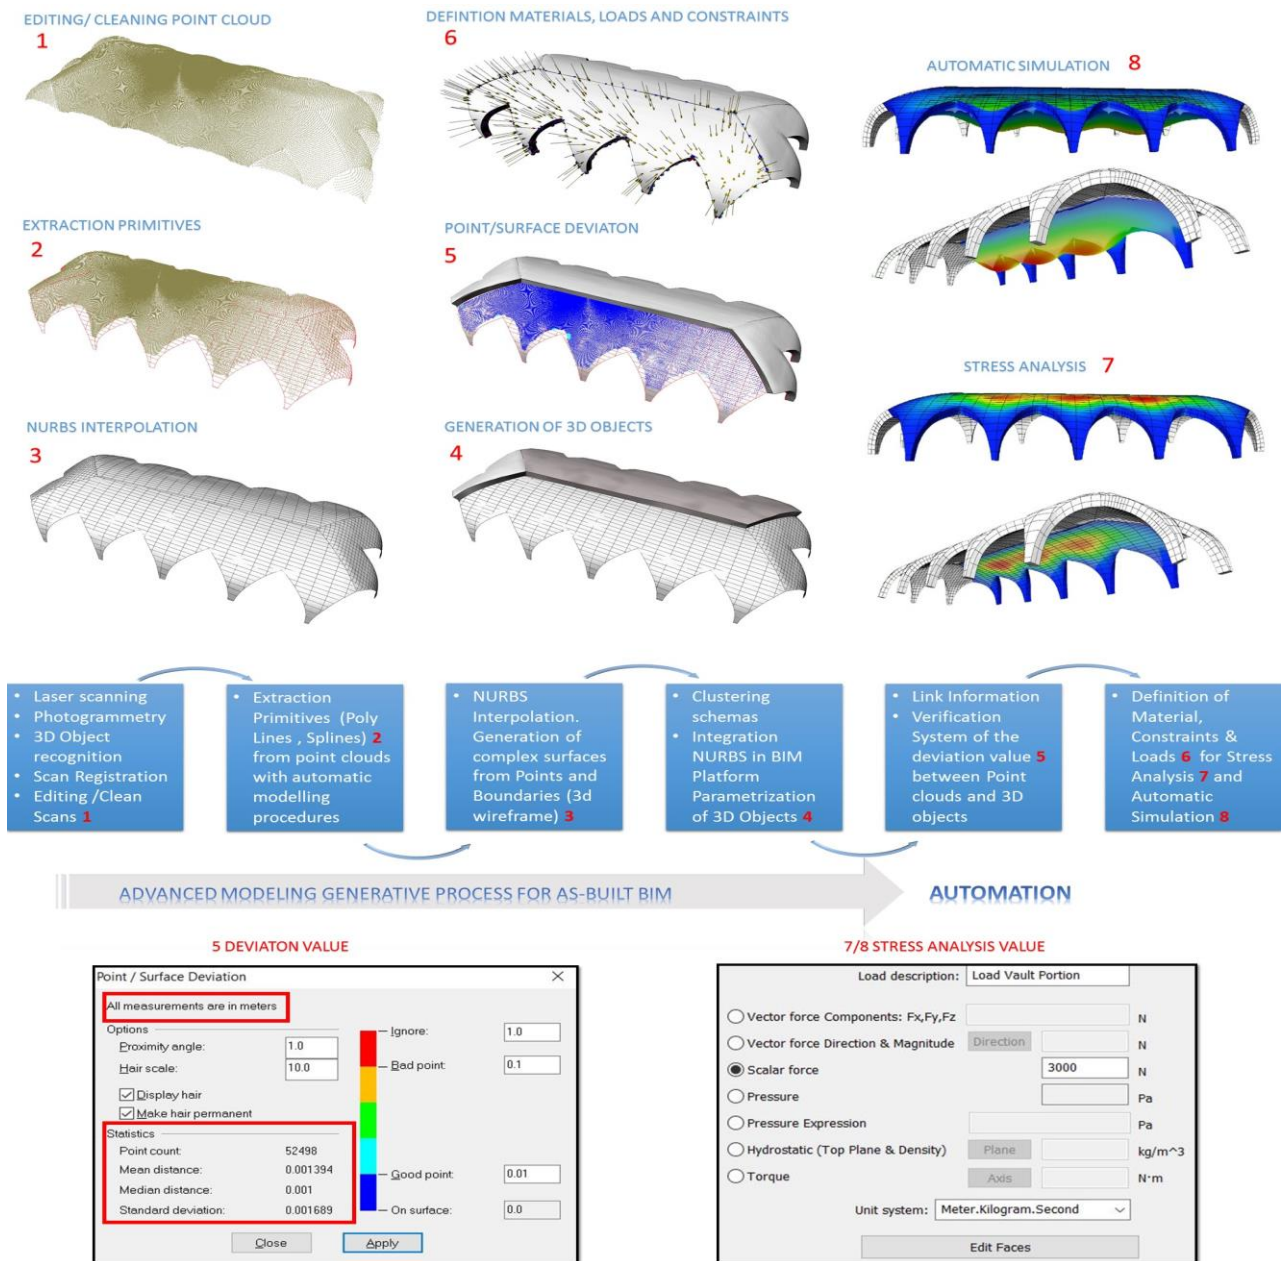 EDITING/ CLEANING POINT CLOUD
1
DEFINTION MATERIALS, LOADS AND CONSTRAINTS
6
AUTOMATIC SIMULATION 8
EXTRACTION PRIMITIVES
2
POINT/SURFACE DEVIATON
5
STRESS ANALYSIS 7
NURBS INTERPOLATION
3
GENERATION OF 3D OBJECTS
4
• Laser scanning
• Photogrammetry
• 3D Object
recognition
• Scan Registration
• Editing /Clean
Scans 1
• Extraction
Primitives (Poly
Lines , Splines) 2
from point clouds
with automatic
modelling
procedures
• NURBS
Interpolation.
Generation of
complex surfaces
from Points and
Boundaries (3d
wireframe) 3
• Clustering
schemas
• Integration
NURBS in BIM
Platform
Parametrization
of 3D Objects 4
• Link Information
• Verification
System of the
deviation value 5
between Point
clouds and 3D
objects
• Definition of
Material,
Constraints &
Loads 6 for Stress
Analysis 7 and
Automatic
Simulation 8
ADVANCED MODELING GENERATIVE PROCESS FOR AS-BUILT BIM
AUTOMATION
5 DEVIATON VALUE
Point / Surface Deviation
All measurements are in meters
Options
Proximity angle: 1.0
Hair scale: 10.0
Display hair
Make hair permanent
Statistics
Point count: 52498
Mean distance: 0.001394
Median distance: 0.001
Standard deviation: 0.001689
Ignore: 1.0
Bad point: 0.1
Good point: 0.01
On surface: 0.0
Close
Apply
7/8 STRESS ANALYSIS VALUE
Load description: Load Vault Portion
Vector force Components: Fx,Fy,Fz N
Vector force Direction & Magnitude Direction N
Scalar force 3000 N
Pressure Pa
Pressure Expression Pa
Hydrostatic (Top Plane & Density) Plane kg/m^3
Torque Axis N·m
Unit system: Meter.Kilogram.Second
Edit Faces